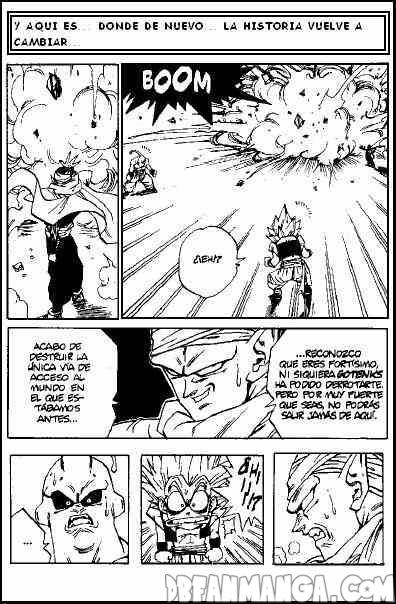 Y AQUI ES... DONDE DE NUEVO... LA HISTORIA VUELVE A
CAMBIAR...
BOOM
¿¡EH!?
ACABO DE
DESTRUIR LA
ÚNICA VÍA DE
ACCESO AL
MUNDO EN
EL QUE ES-
TÁBAMOS
ANTES...
...RECONOZCO
QUE ERES FORTÍSIMO,
NI SIQUIERA GOTENKS
HA PODIDO DERROTARTE.
PERO POR MUY FUERTE
QUE SEAS, NO PODRÁS
SALIR JAMÁS DE AQUÍ.
...
DBFANMANGA.COM